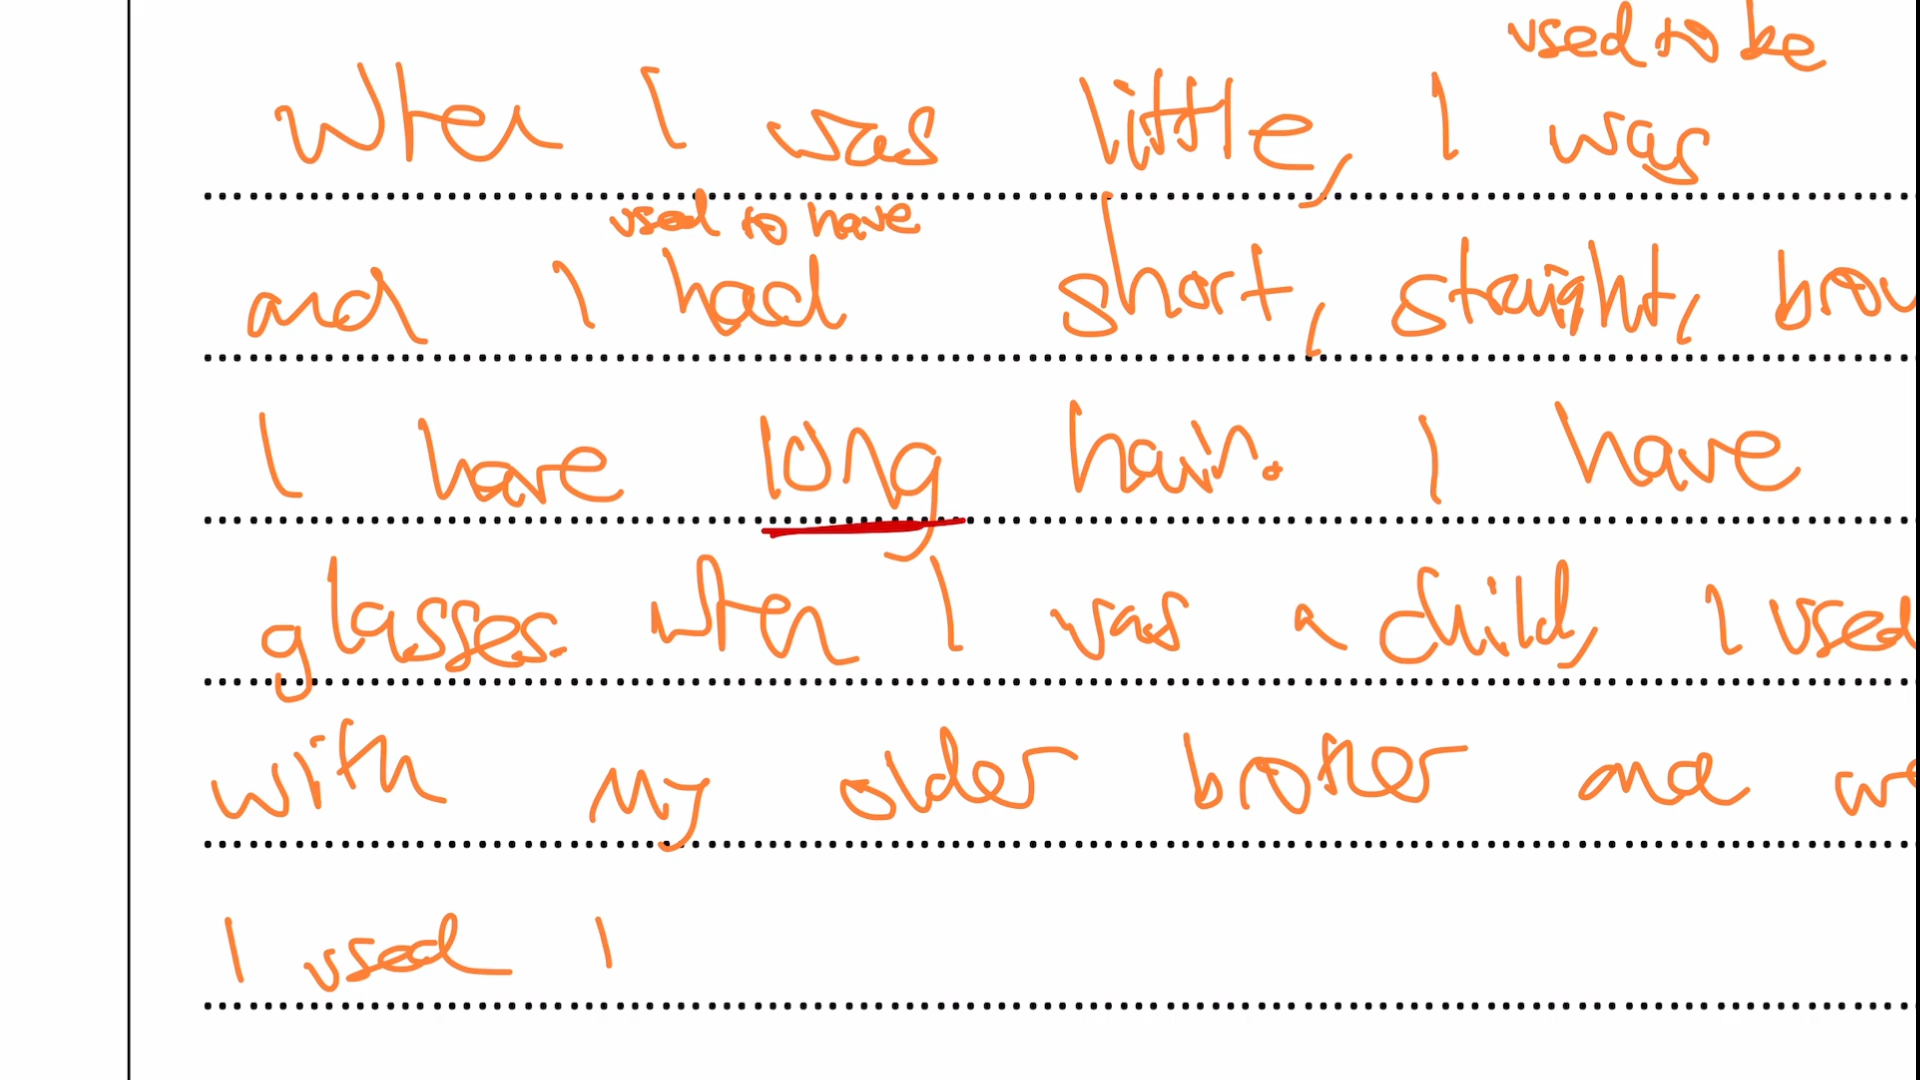 used to be
When I was little, I was
used to have
and I had short, straight, brow
I have long hair. I have
glasses. When I was a child, I used
with my older brother and we
I used